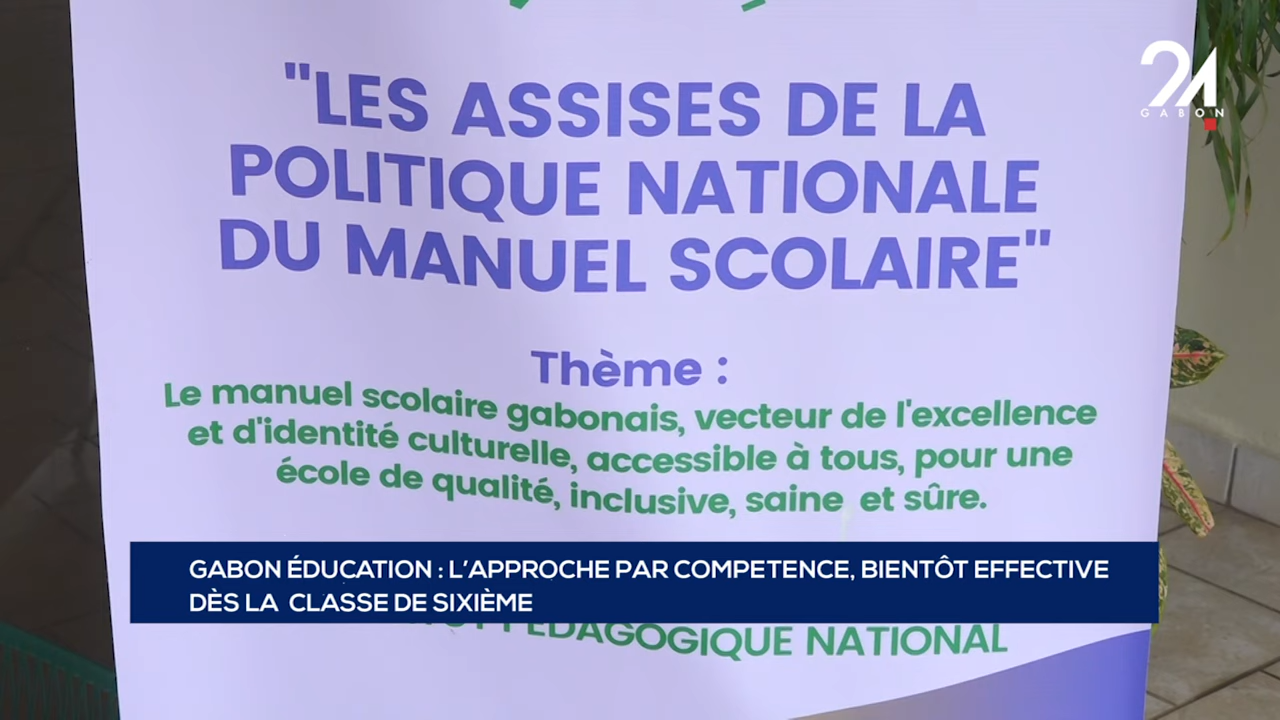 24
GABON
"LES ASSISES DE LA
POLITIQUE NATIONALE
DU MANUEL SCOLAIRE"
Thème :
Le manuel scolaire gabonais, vecteur de l'excellence
et d'identité culturelle, accessible à tous, pour une
école de qualité, inclusive, saine et sûre.
GABON ÉDUCATION : L'APPROCHE PAR COMPETENCE, BIENTÔT EFFECTIVE
DÈS LA CLASSE DE SIXIÈME
PÉDAGOGIQUE NATIONAL